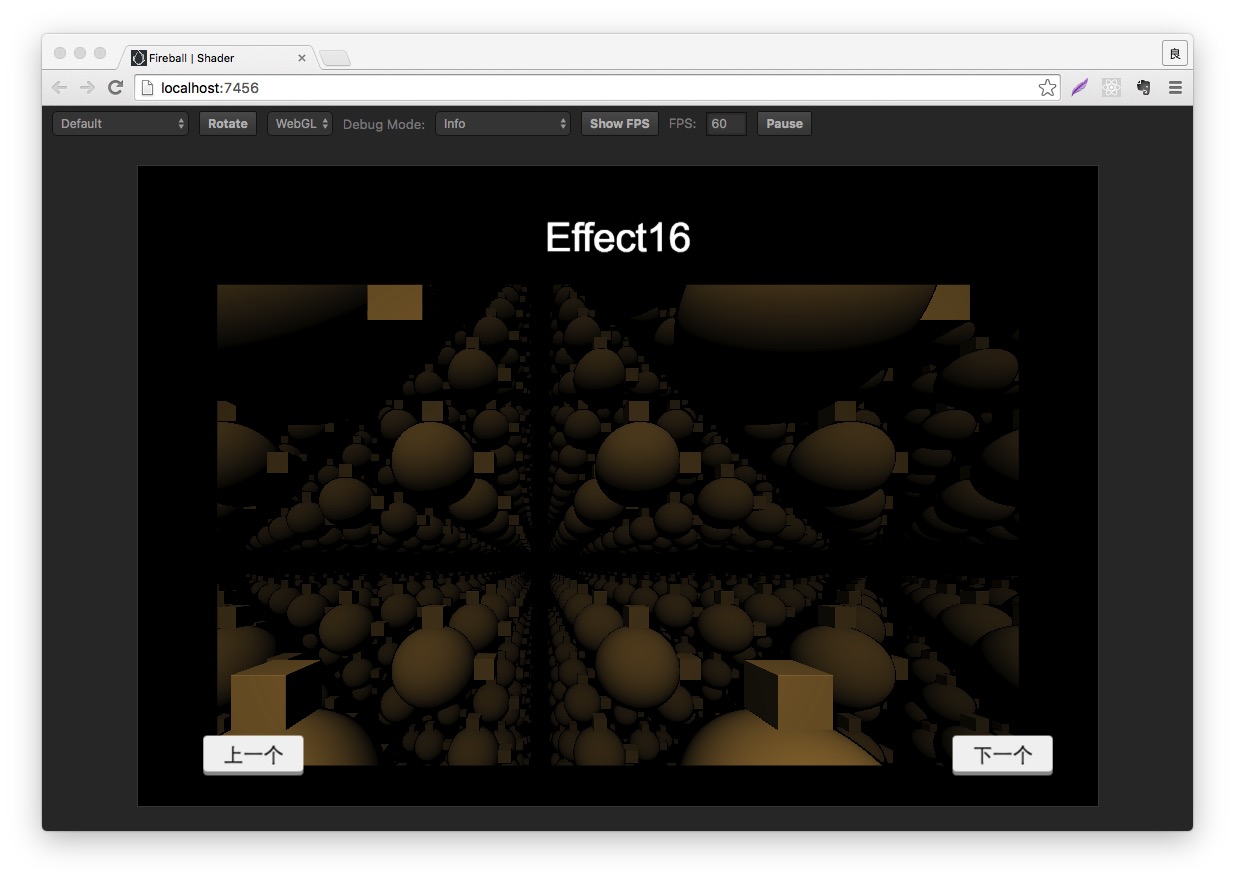 Fireball | Shader
良
localhost:7456
Default Rotate WebGL Debug Mode: Info Show FPS FPS: 60 Pause
Effect16
上一个 下一个